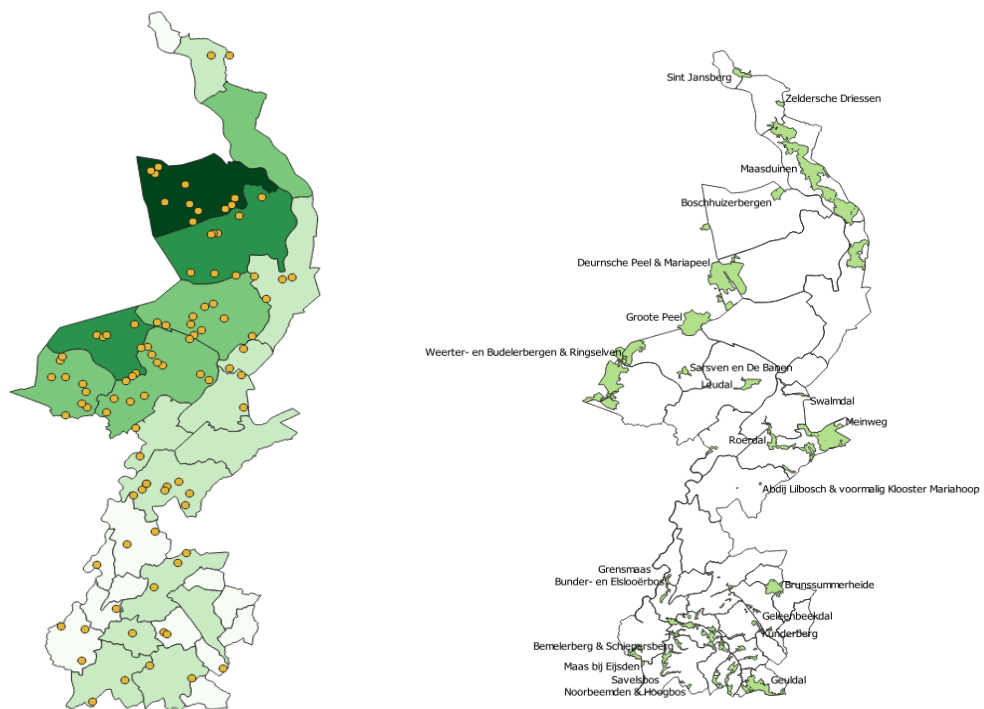 Sint Jansberg
Zeldersche Driessen
Maasduinen
Boschhuizerbergen
Deurnsche Peel & Mariapeel
Groote Peel
Weerter- en Budelerbergen & Ringselven
Sarsven en De Banen
Leudal
Swalmdal
Meinweg
Roerdal
Abdij Lilbosch & voormalig Klooster Mariahoop
Grensmaas
Bunder- en Elslooërbos
Brunssummerheide
Geleenbeekdal
Kunderberg
Bemelerberg & Schiepersberg
Maas bij Eijsden
Savelsbos
Geuldal
Noorbeemden & Hoogbos